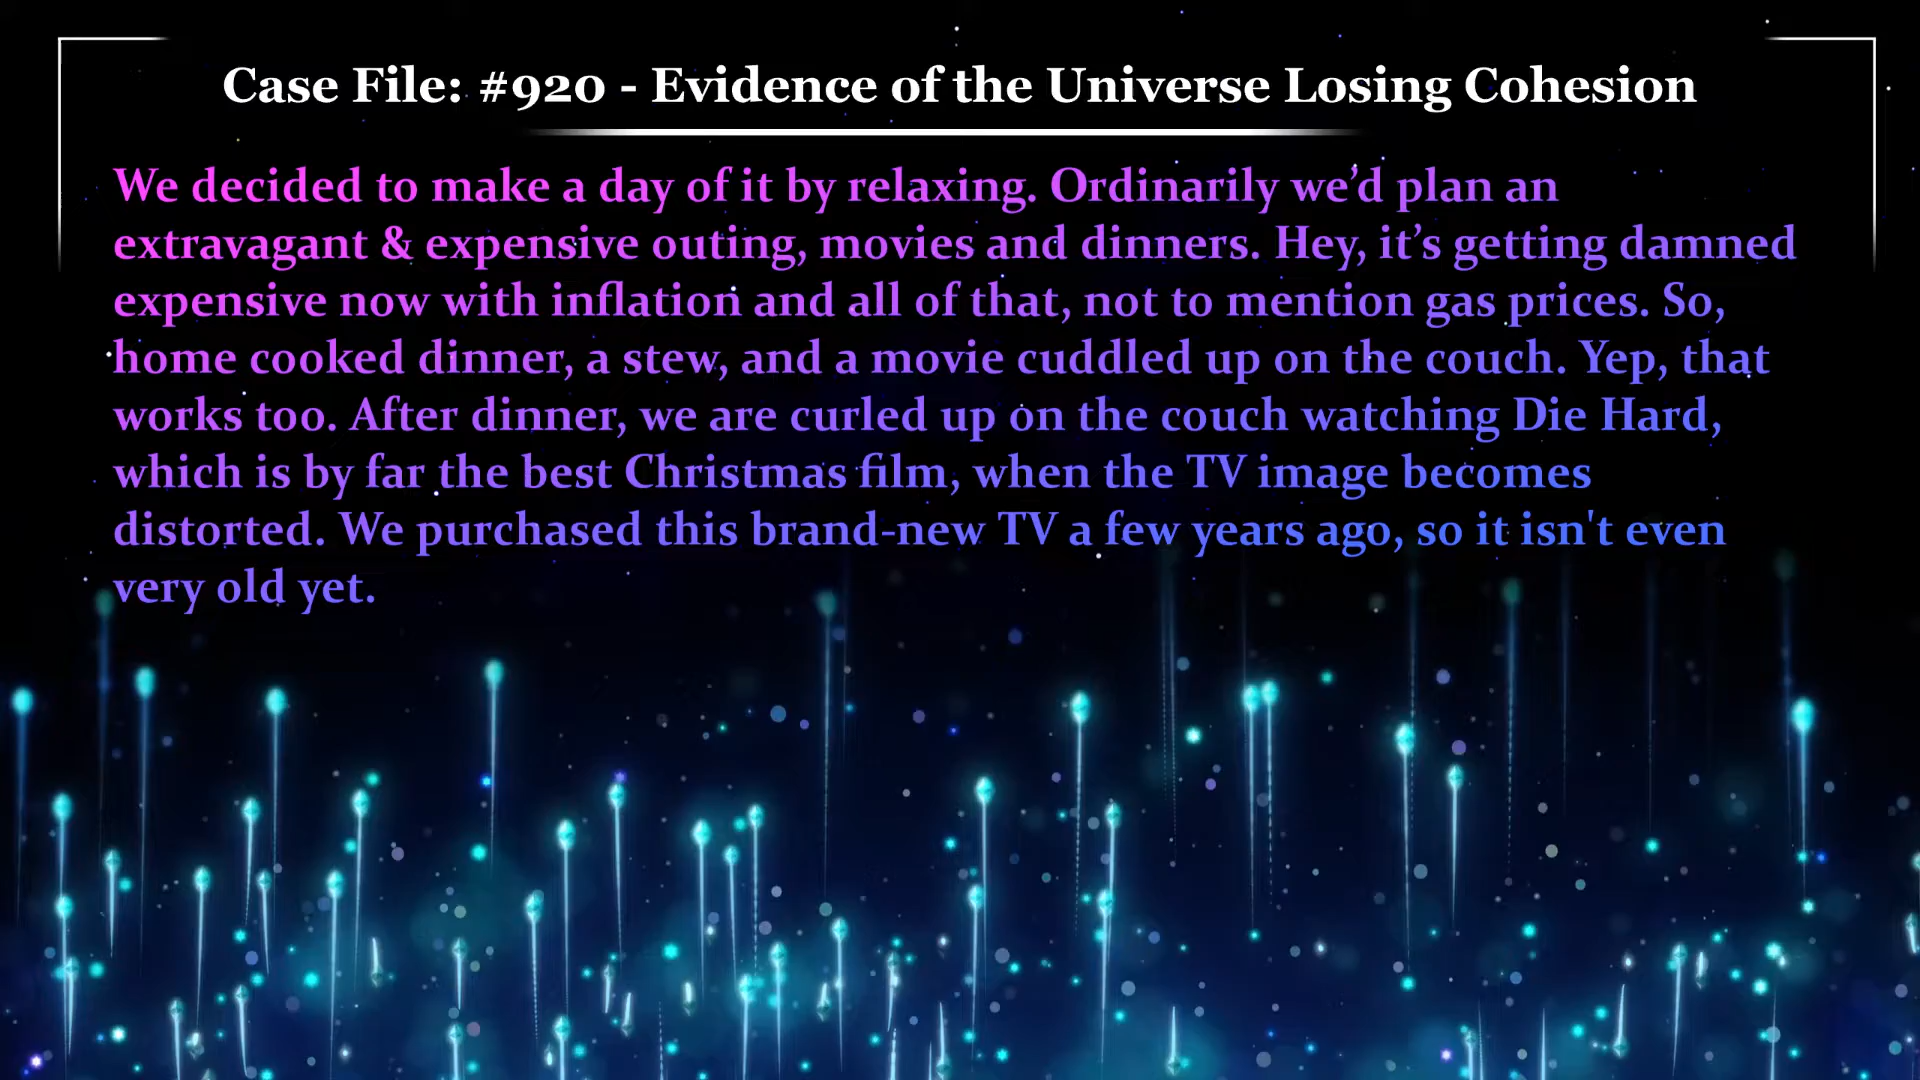 Case File: #920 - Evidence of the Universe Losing Cohesion
We decided to make a day of it by relaxing. Ordinarily we’d plan an
extravagant & expensive outing, movies and dinners. Hey, it’s getting damned
expensive now with inflation and all of that, not to mention gas prices. So,
home cooked dinner, a stew, and a movie cuddled up on the couch. Yep, that
works too. After dinner, we are curled up on the couch watching Die Hard,
which is by far the best Christmas film, when the TV image becomes
distorted. We purchased this brand-new TV a few years ago, so it isn't even
very old yet.